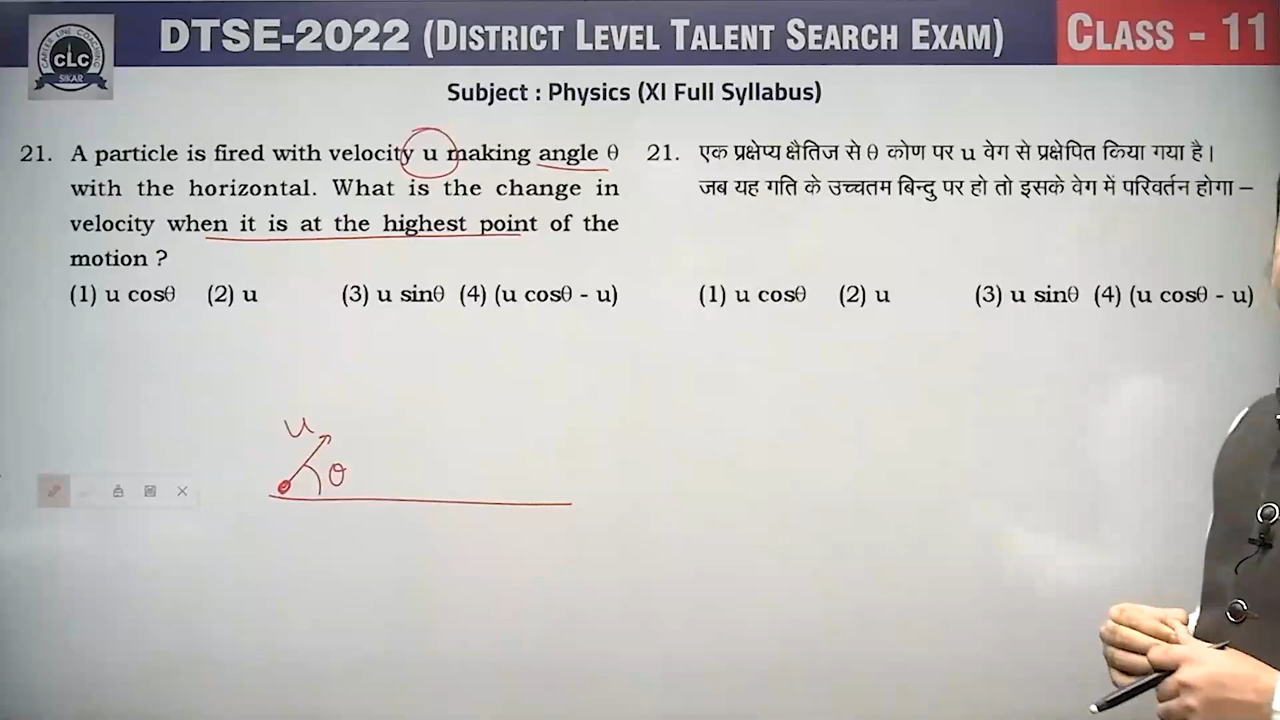 DTSE-2022 (DISTRICT LEVEL TALENT SEARCH EXAM)
CLASS - 11
CAREER LINE COACHING
CLC
SIKAR
Subject : Physics (XI Full Syllabus)
21. A particle is fired with velocity u making angle θ
with the horizontal. What is the change in
velocity when it is at the highest point of the
motion ?
(1) u cosθ (2) u (3) u sinθ (4) (u cosθ - u)
21. एक प्रक्षेप्य क्षैतिज से θ कोण पर u वेग से प्रक्षेपित किया गया है।
जब यह गति के उच्चतम बिन्दु पर हो तो इसके वेग में परिवर्तन होगा –
(1) u cosθ (2) u (3) u sinθ (4) (u cosθ - u)
u
θ